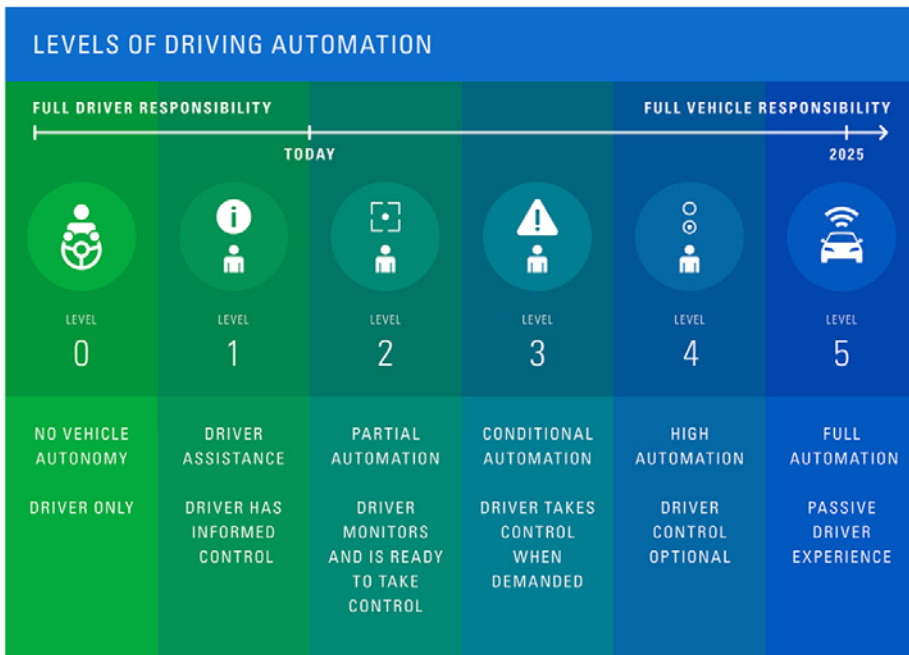 LEVELS OF DRIVING AUTOMATION
FULL DRIVER RESPONSIBILITY
FULL VEHICLE RESPONSIBILITY
TODAY
2025
i
!
LEVEL
0
LEVEL
1
LEVEL
2
LEVEL
3
LEVEL
4
LEVEL
5
NO VEHICLE
AUTONOMY
DRIVER ONLY
DRIVER
ASSISTANCE
DRIVER HAS
INFORMED
CONTROL
PARTIAL
AUTOMATION
DRIVER
MONITORS
AND IS READY
TO TAKE
CONTROL
CONDITIONAL
AUTOMATION
DRIVER TAKES
CONTROL
WHEN
DEMANDED
HIGH
AUTOMATION
DRIVER
CONTROL
OPTIONAL
FULL
AUTOMATION
PASSIVE
DRIVER
EXPERIENCE